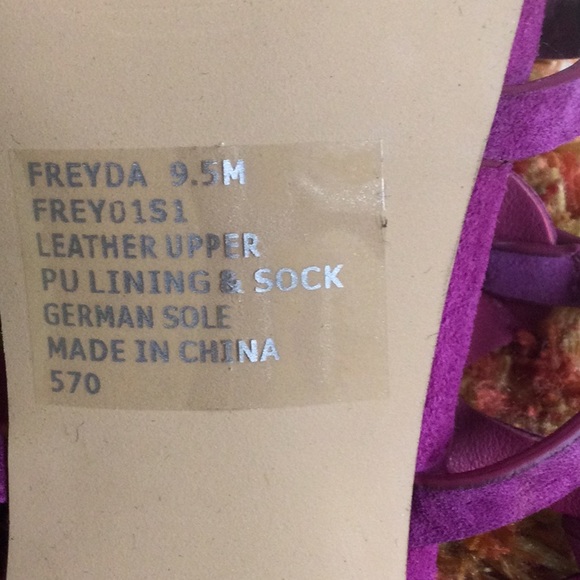 FREYDA 9.5M
FREY01S1
LEATHER UPPER
PU LINING & SOCK
GERMAN SOLE
MADE IN CHINA
570